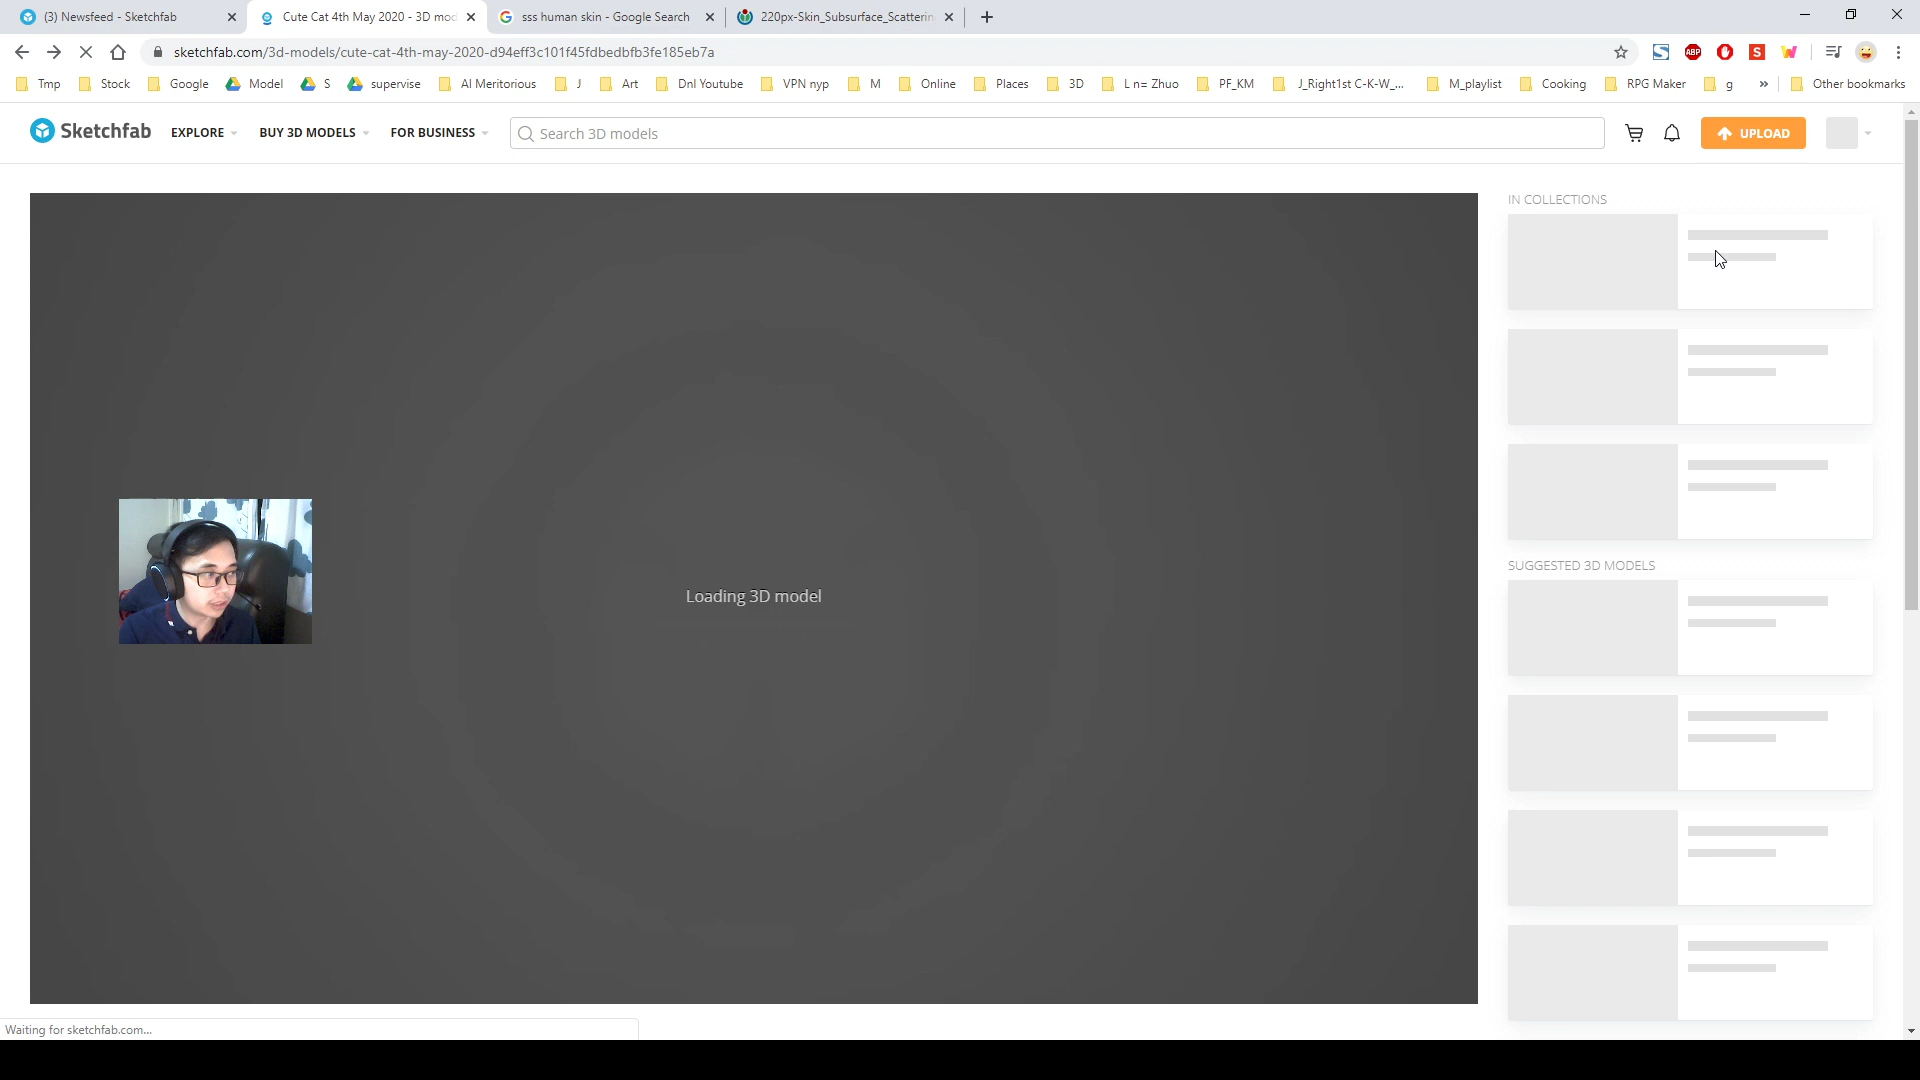 (3) Newsfeed - Sketchfab
Cute Cat 4th May 2020 - 3D mod
sss human skin - Google Search
220px-Skin_Subsurface_Scatterin
sketchfab.com/3d-models/cute-cat-4th-may-2020-d94eff3c101f45fdbedbfb3fe185eb7a
Tmp
Stock
Google
Model
S
supervise
AI Meritorious
J
Art
Dnl Youtube
VPN nyp
M
Online
Places
3D
L n= Zhuo
PF_KM
J_Right1st C-K-W_...
M_playlist
Cooking
RPG Maker
g
»
Other bookmarks
Sketchfab
EXPLORE
BUY 3D MODELS
FOR BUSINESS
Search 3D models
UPLOAD
IN COLLECTIONS
Loading 3D model
SUGGESTED 3D MODELS
Waiting for sketchfab.com...